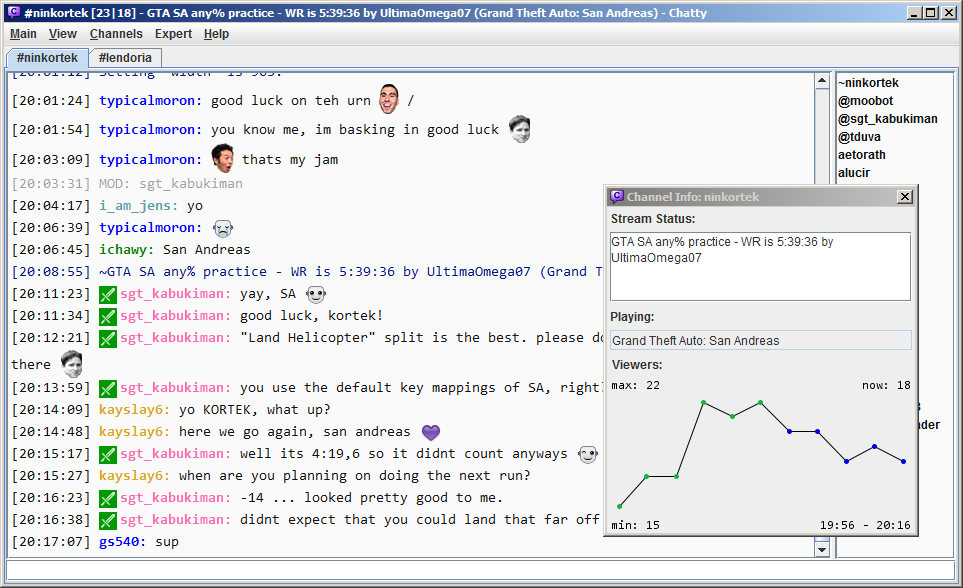 #ninkortek [23|18] - GTA SA any% practice - WR is 5:39:36 by UltimaOmega07 (Grand Theft Auto: San Andreas) - Chatty
Main View Channels Expert Help
#ninkortek #lendoria
[20:01:24] typicalmoron: good luck on teh urn /
[20:01:54] typicalmoron: you know me, im basking in good luck
[20:03:09] typicalmoron: thats my jam
[20:03:31] MOD: sgt_kabukiman
[20:04:17] i_am_jens: yo
[20:06:39] typicalmoron:
[20:06:45] ichawy: San Andreas
[20:08:55] ~GTA SA any% practice - WR is 5:39:36 by UltimaOmega07 (Grand T
[20:11:23] sgt_kabukiman: yay, SA
[20:11:34] sgt_kabukiman: good luck, kortek!
[20:12:21] sgt_kabukiman: "Land Helicopter" split is the best. please do
there
[20:13:59] sgt_kabukiman: you use the default key mappings of SA, right
[20:14:09] kayslay6: yo KORTEK, what up?
[20:14:48] kayslay6: here we go again, san andreas
[20:15:17] sgt_kabukiman: well its 4:19,6 so it didnt count anyways
[20:15:27] kayslay6: when are you planning on doing the next run?
[20:16:23] sgt_kabukiman: -14 ... looked pretty good to me.
[20:16:38] sgt_kabukiman: didnt expect that you could land that far off
[20:17:07] gs540: sup
~ninkortek
@moobot
@sgt_kabukiman
@tduva
aetorath
alucir
Channel Info: ninkortek
Stream Status:
GTA SA any% practice - WR is 5:39:36 by
UltimaOmega07
Playing:
Grand Theft Auto: San Andreas
Viewers:
max: 22 now: 18
min: 15 19:56 - 20:16